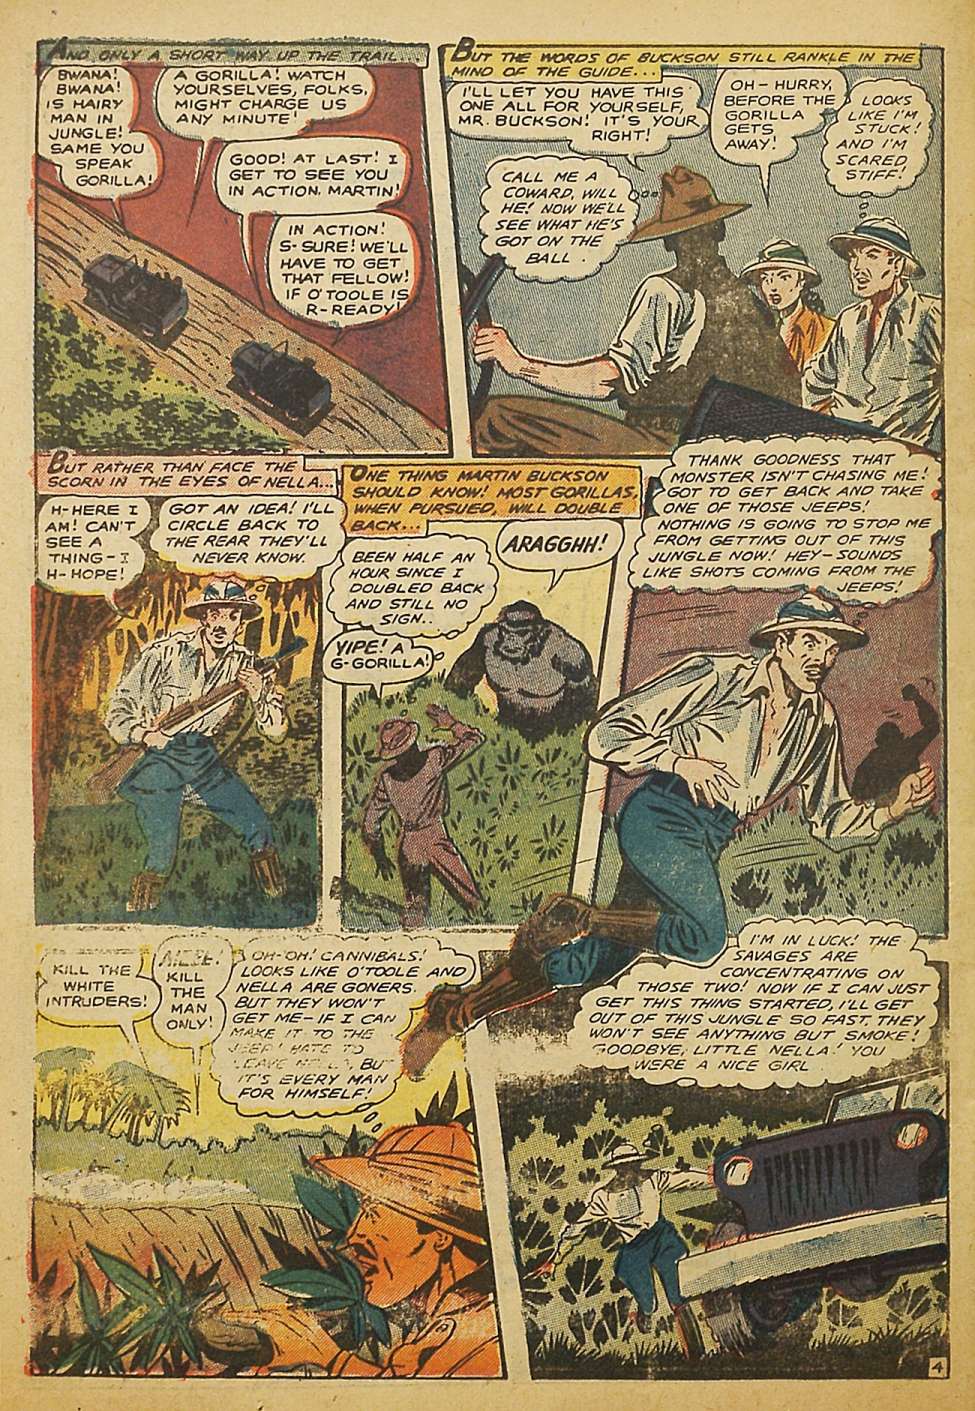 AND ONLY A SHORT WAY UP THE TRAIL...
BWANA!
BWANA!
IS HAIRY
MAN IN
JUNGLE!
SAME YOU
SPEAK
GORILLA!
A GORILLA! WATCH
YOURSELVES, FOLKS,
MIGHT CHARGE US
ANY MINUTE!
GOOD! AT LAST! I
GET TO SEE YOU
IN ACTION, MARTIN!
IN ACTION!
S-SURE! WE'LL
HAVE TO GET
THAT FELLOW!
IF O'TOOLE IS
R-READY!
BUT THE WORDS OF BUCKSON STILL RANKLE IN THE
MIND OF THE GUIDE...
I'LL LET YOU HAVE THIS
ONE ALL FOR YOURSELF,
MR. BUCKSON! IT'S YOUR
RIGHT!
CALL ME A
COWARD, WILL
HE! NOW WE'LL
SEE WHAT HE'S
GOT ON THE
BALL.
OH-HURRY,
BEFORE THE
GORILLA
GETS
AWAY!
LOOKS
LIKE I'M
STUCK!
AND I'M
SCARED
STIFF!
BUT RATHER THAN FACE THE
SCORN IN THE EYES OF NELLA...
H-HERE I
AM! CAN'T
SEE A
THING-I
H-HOPE!
GOT AN IDEA! I'LL
CIRCLE BACK TO
THE REAR THEY'LL
NEVER KNOW.
ONE THING MARTIN BUCKSON
SHOULD KNOW! MOST GORILLAS,
WHEN PURSUED, WILL DOUBLE
BACK...
BEEN HALF AN
HOUR SINCE I
DOUBLED BACK
AND STILL NO
SIGN..
ARAGGHH!
YIPE! A
G-GORILLA!
THANK GOODNESS THAT
MONSTER ISN'T CHASING ME!
GOT TO GET BACK AND TAKE
ONE OF THOSE JEEPS!
NOTHING IS GOING TO STOP ME
FROM GETTING OUT OF THIS
JUNGLE NOW! HEY-SOUNDS
LIKE SHOTS COMING FROM THE
JEEPS!
KILL THE
WHITE
INTRUDERS!
KILL
THE
MAN
ONLY!
OH-OH! CANNIBALS!
LOOKS LIKE O'TOOLE AND
NELLA ARE GONERS.
BUT THEY WON'T
GET ME-IF I CAN
MAKE IT TO THE
JEEP! HATE TO
LEAVE NELLA, BUT
IT'S EVERY MAN
FOR HIMSELF!
I'M IN LUCK! THE
SAVAGES ARE
CONCENTRATING ON
THOSE TWO! NOW IF I CAN JUST
GET THIS THING STARTED, I'LL GET
OUT OF THIS JUNGLE SO FAST, THEY
WON'T SEE ANYTHING BUT SMOKE!
GOODBYE, LITTLE NELLA! YOU
WERE A NICE GIRL
4